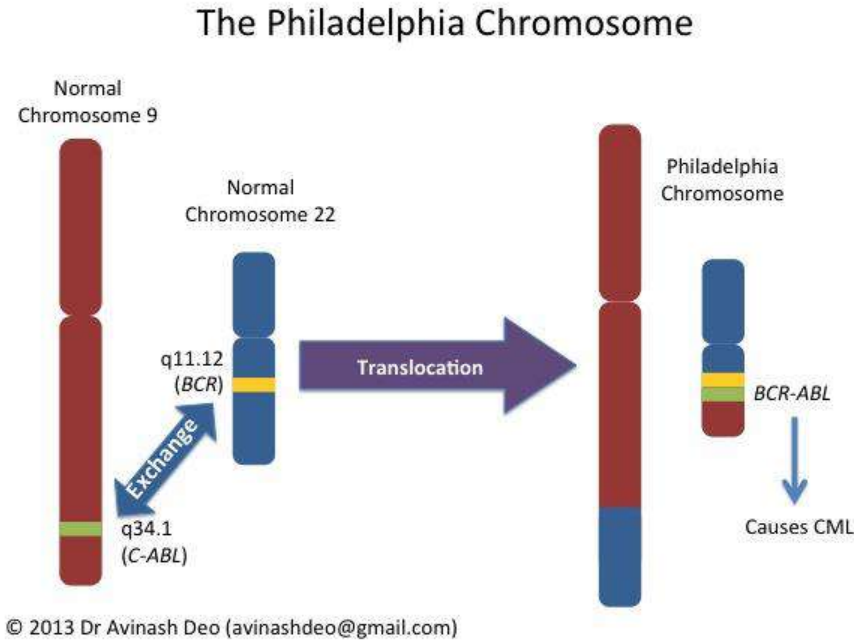 The Philadelphia Chromosome
Normal
Chromosome 9
Normal
Chromosome 22
Philadelphia
Chromosome
q11.12
(BCR)
Translocation
BCR-ABL
Exchange
q34.1
(C-ABL)
Causes CML
© 2013 Dr Avinash Deo (avinashdeo@gmail.com)